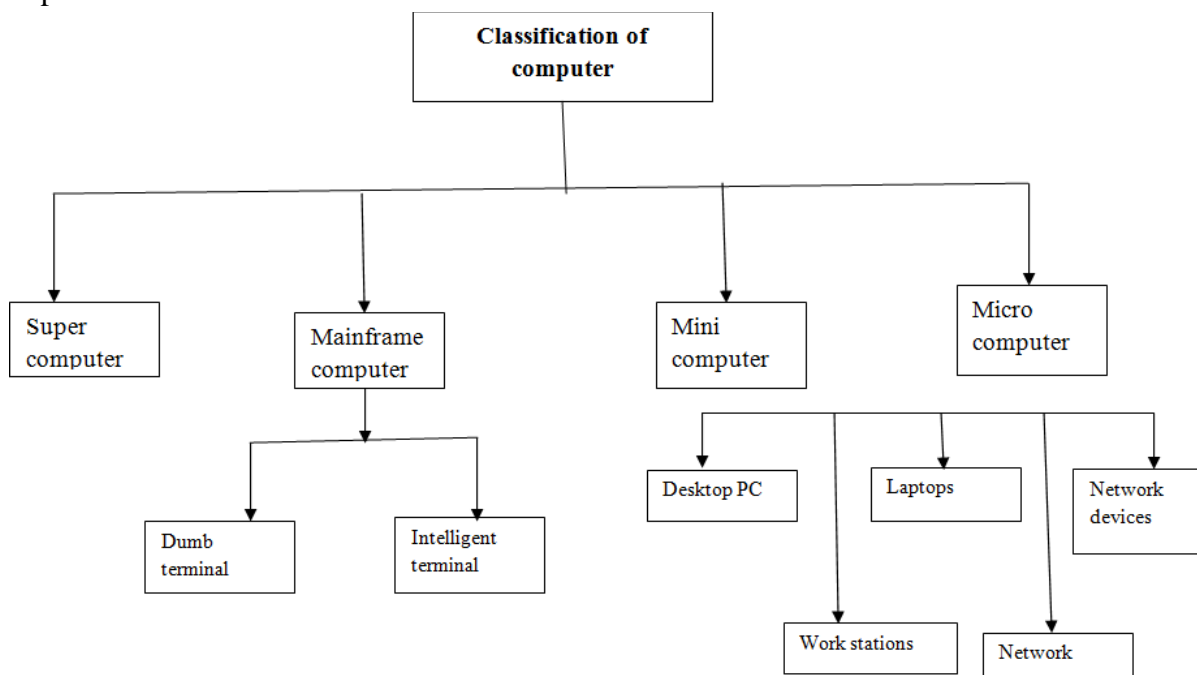 Classification of
computer
Super
computer
Mainframe
computer
Mini
computer
Micro
computer
Desktop PC
Laptops
Network
devices
Dumb
terminal
Intelligent
terminal
Work stations
Network